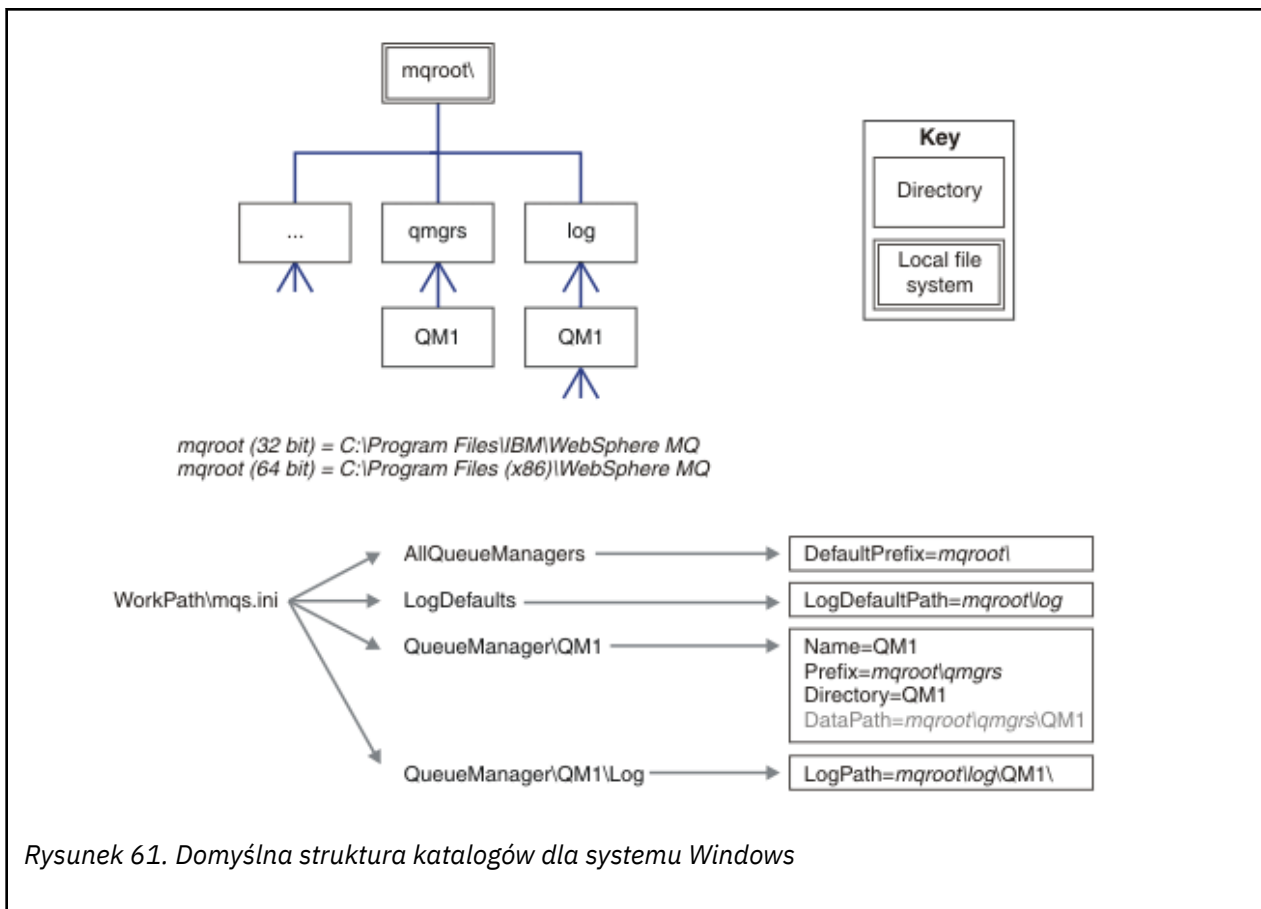 mqroot\
Key
Directory
Local file
system
...
qmgrs
log
QM1
QM1
mqroot (32 bit) = C:\Program Files\IBM\WebSphere MQ
mqroot (64 bit) = C:\Program Files (x86)\WebSphere MQ
WorkPath\mqs.ini
AllQueueManagers
DefaultPrefix=mqroot\
LogDefaults
LogDefaultPath=mqroot\log
QueueManager\QM1
Name=QM1
Prefix=mqroot\qmgrs
Directory=QM1
DataPath=mqroot\qmgrs\QM1
QueueManager\QM1\Log
LogPath=mqroot\log\QM1\
Rysunek 61. Domyślna struktura katalogów dla systemu Windows